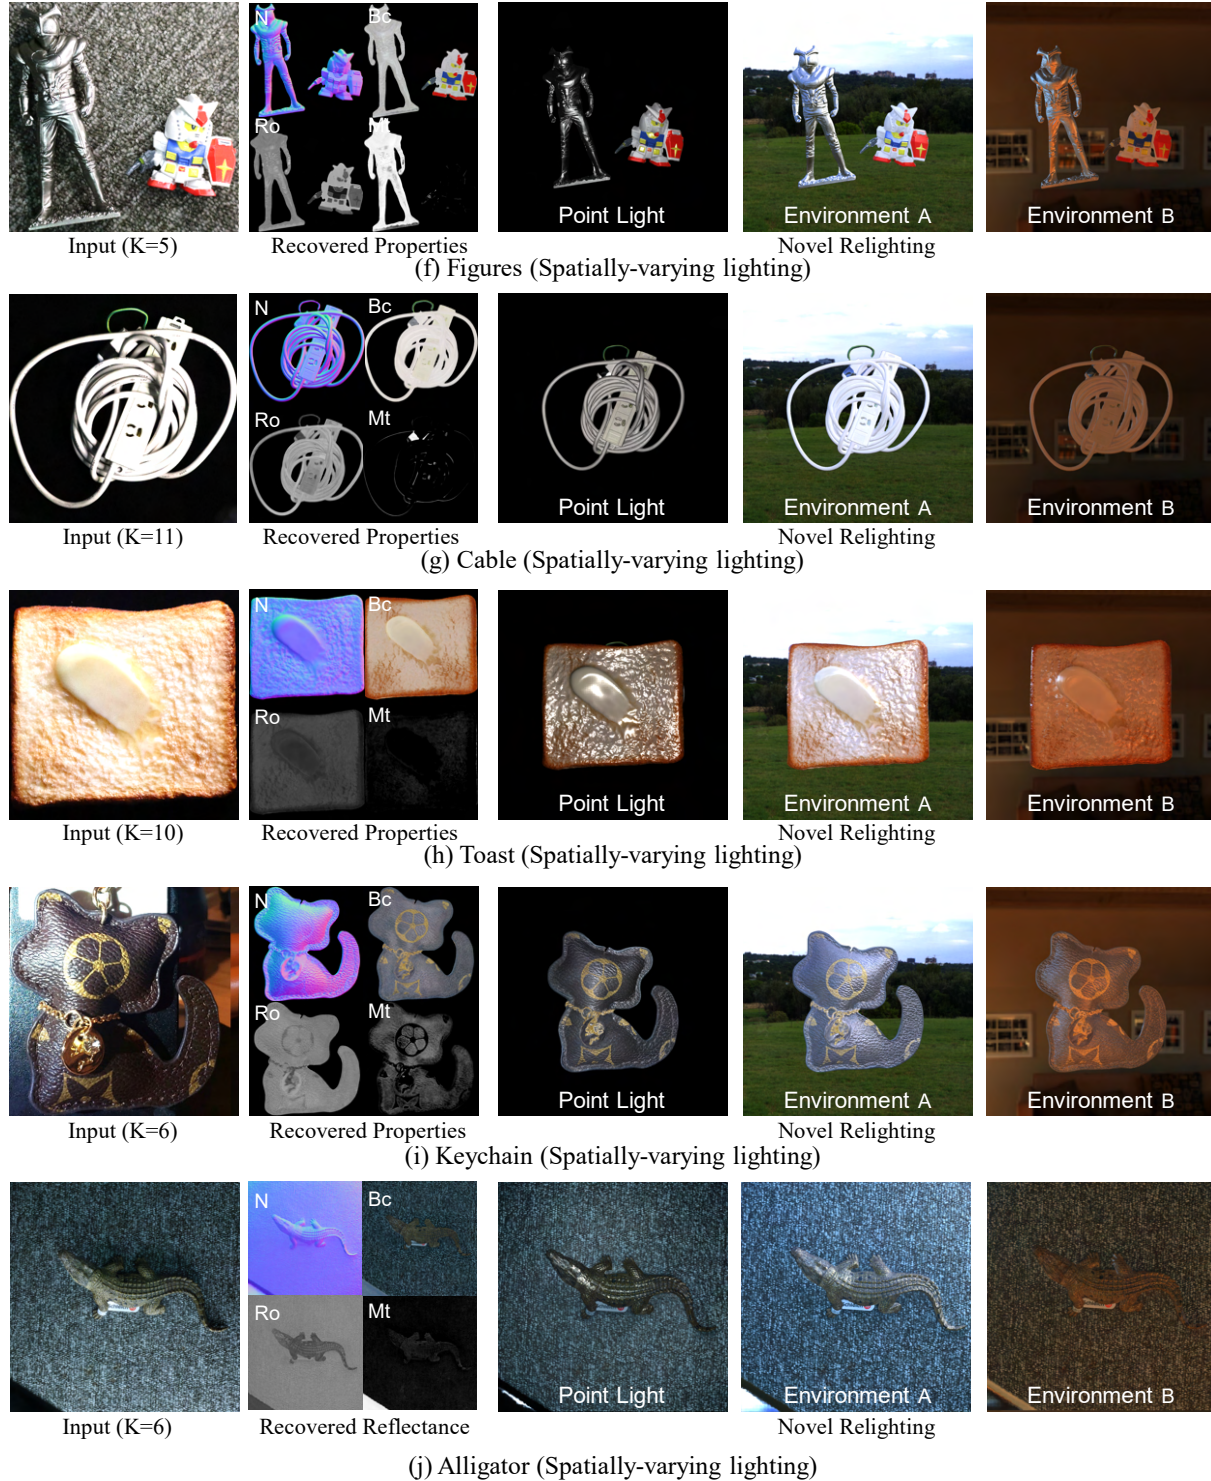 N Bc
Ro Mt
Point Light Environment A Environment B
Input (K=5) Recovered Properties Novel Relighting
(f) Figures (Spatially-varying lighting)
N Bc
Ro Mt
Point Light Environment A Environment B
Input (K=11) Recovered Properties Novel Relighting
(g) Cable (Spatially-varying lighting)
N Bc
Ro Mt
Point Light Environment A Environment B
Input (K=10) Recovered Properties Novel Relighting
(h) Toast (Spatially-varying lighting)
N Bc
Ro Mt
Point Light Environment A Environment B
Input (K=6) Recovered Properties Novel Relighting
(i) Keychain (Spatially-varying lighting)
N Bc
Ro Mt
Point Light Environment A Environment B
Input (K=6) Recovered Reflectance Novel Relighting
(j) Alligator (Spatially-varying lighting)